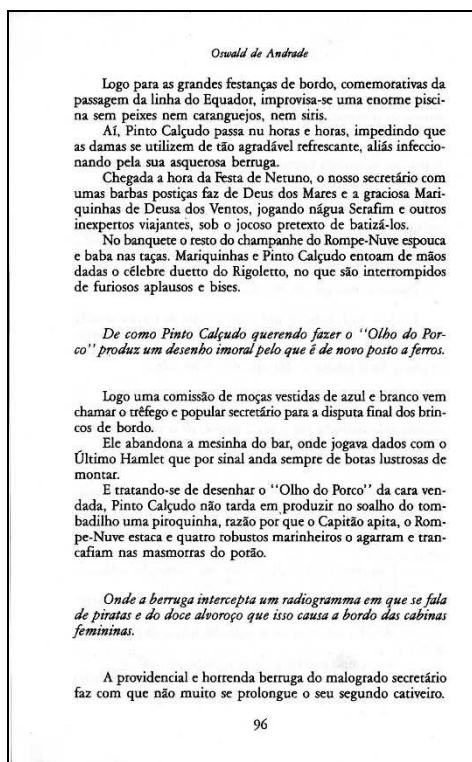 Oswald de Andrade
Logo para as grandes festanças de bordo, comemorativas da
passagem da linha do Equador, improvisa-se uma enorme pisci-
na sem peixes nem caranguejos, nem siris.
Aí, Pinto Calçudo passa nu horas e horas, impedindo que
as damas se utilizem de tão agradável refrescante, aliás infeccio-
nando pela sua asquerosa berruga.
Chegada a hora da Festa de Netuno, o nosso secretário com
umas barbas postiças faz de Deus dos Mares e a graciosa Mari-
quinhas de Deusa dos Ventos, jogando nágua Serafim e outros
inexpertos viajantes, sob o jocoso pretexto de batizá-los.
No banquete o resto do champanhe do Rompe-Nuve espouca
e baba nas taças. Mariquinhas e Pinto Calçudo entoam de mãos
dadas o célebre duetto do Rigoletto, no que são interrompidos
de furiosos aplausos e bises.
De como Pinto Calçudo querendo fazer o "Olho do Por-
co" produz um desenho imoral pelo que é de novo posto a ferros.
Logo uma comissão de moças vestidas de azul e branco vem
chamar o trêfego e popular secretário para a disputa final dos brin-
cos de bordo.
Ele abandona a mesinha do bar, onde jogava dados com o
Último Hamlet que por sinal anda sempre de botas lustrosas de
montar.
E tratando-se de desenhar o "Olho do Porco" da cara ven-
dada, Pinto Calçudo não tarda em produzir no soalho do tom-
badilho uma piroquinha, razão por que o Capitão apita, o Rom-
pe-Nuve estaca e quatro robustos marinheiros o agarram e tran-
cafiam nas masmorras do porão.
Onde a berruga intercepta um radiogramma em que se fala
de piratas e do doce alvoroço que isso causa a bordo das cabinas
femininas.
A providencial e horrenda berruga do malogrado secretário
faz com que não muito se prolongue o seu segundo cativeiro.
96